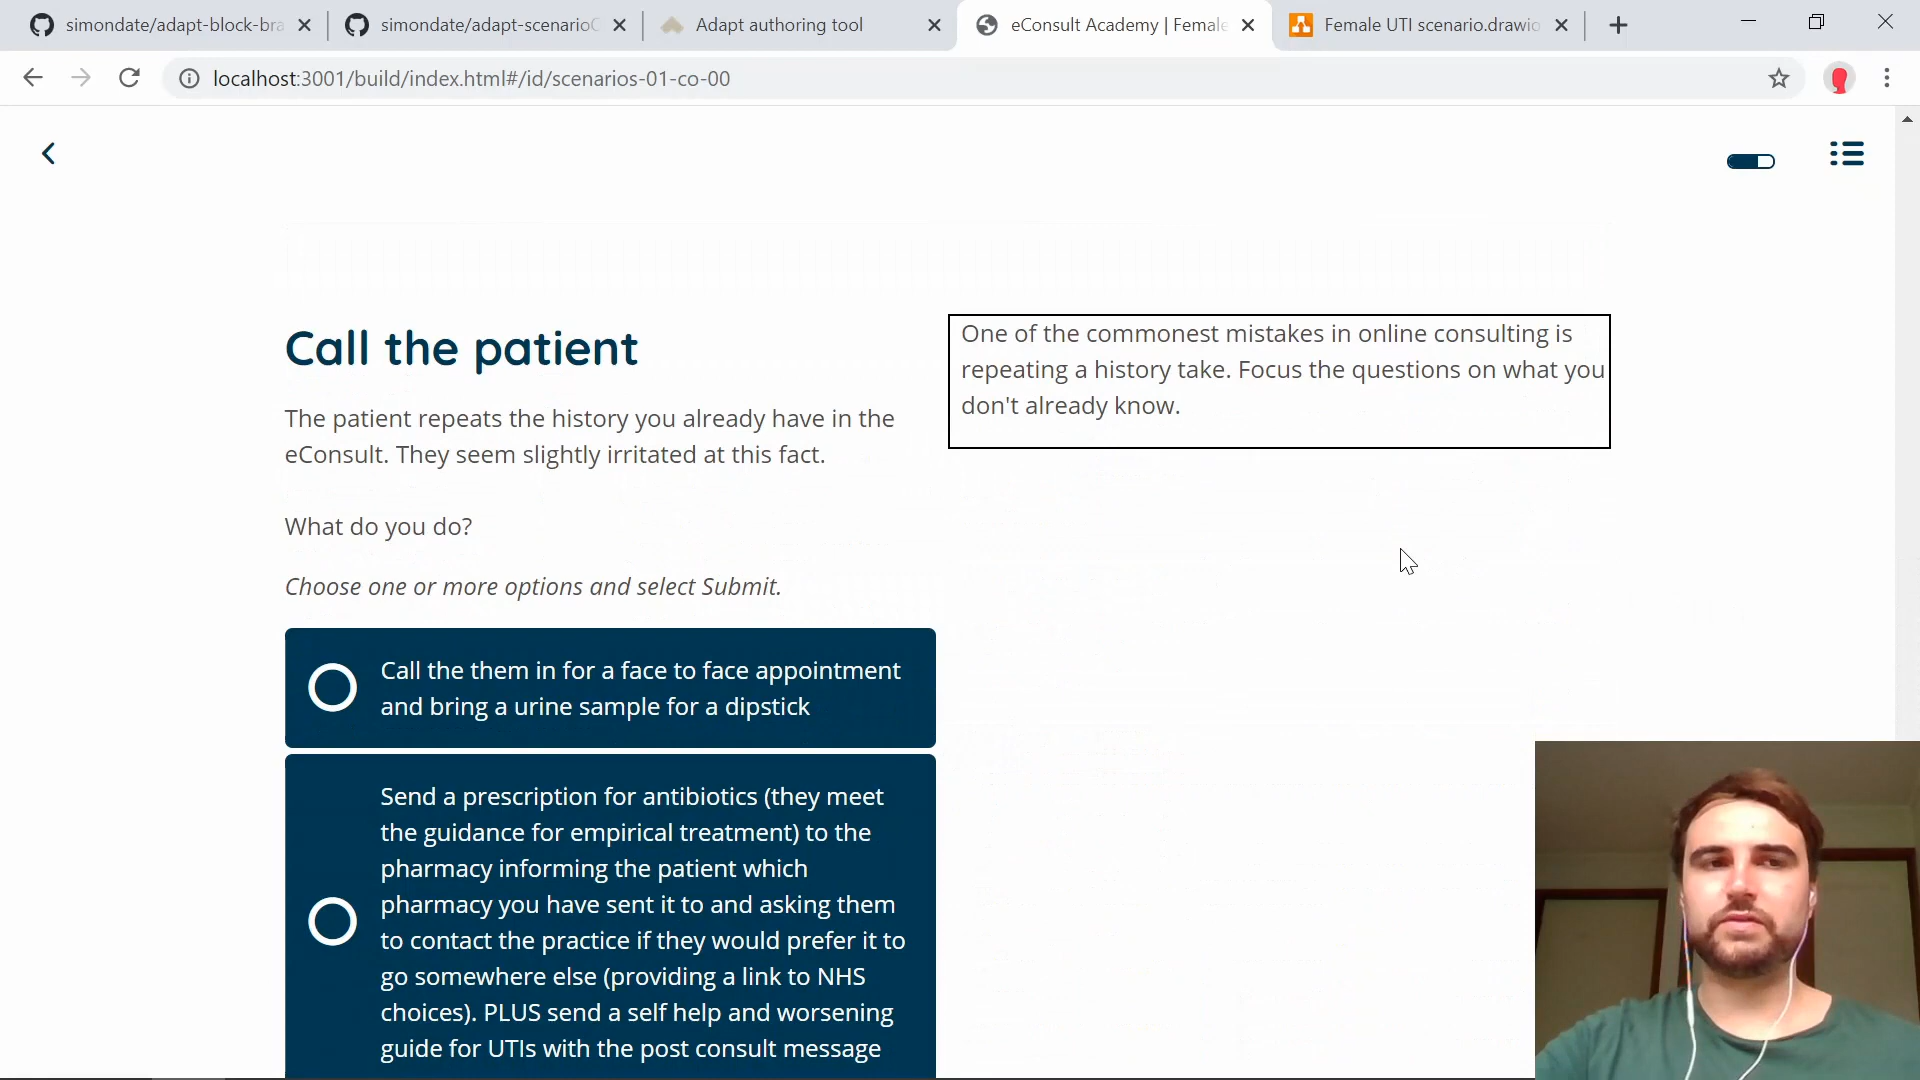 simondate/adapt-block-bra
simondate/adapt-scenario
Adapt authoring tool
eConsult Academy | Female
Female UTI scenario.drawio
localhost:3001/build/index.html#/id/scenarios-01-co-00
Call the patient
The patient repeats the history you already have in the
eConsult. They seem slightly irritated at this fact.
What do you do?
Choose one or more options and select Submit.
Call the them in for a face to face appointment
and bring a urine sample for a dipstick
Send a prescription for antibiotics (they meet
the guidance for empirical treatment) to the
pharmacy informing the patient which
pharmacy you have sent it to and asking them
to contact the practice if they would prefer it to
go somewhere else (providing a link to NHS
choices). PLUS send a self help and worsening
guide for UTIs with the post consult message
One of the commonest mistakes in online consulting is
repeating a history take. Focus the questions on what you
don't already know.